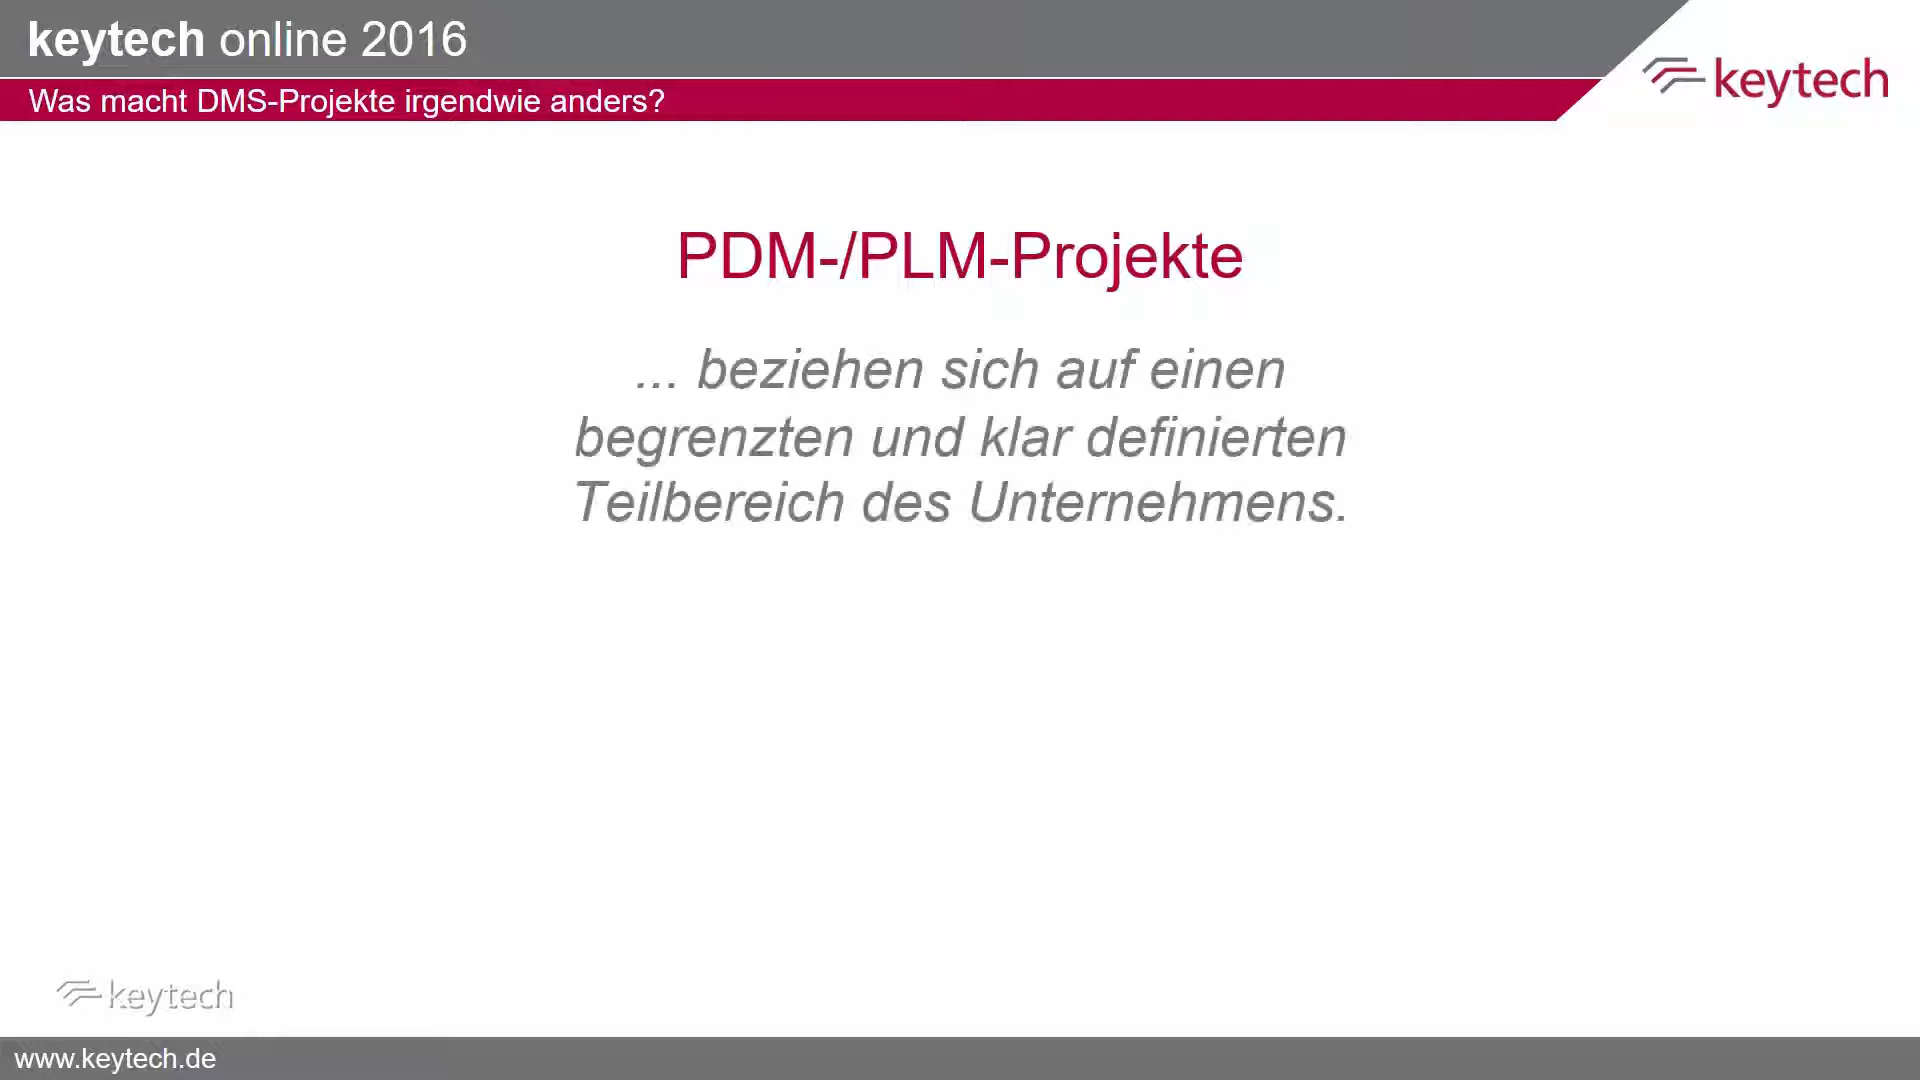 keytech online 2016
Was macht DMS-Projekte irgendwie anders?
keytech
PDM-/PLM-Projekte
... beziehen sich auf einen
begrenzten und klar definierten
Teilbereich des Unternehmens.
keytech
www.keytech.de